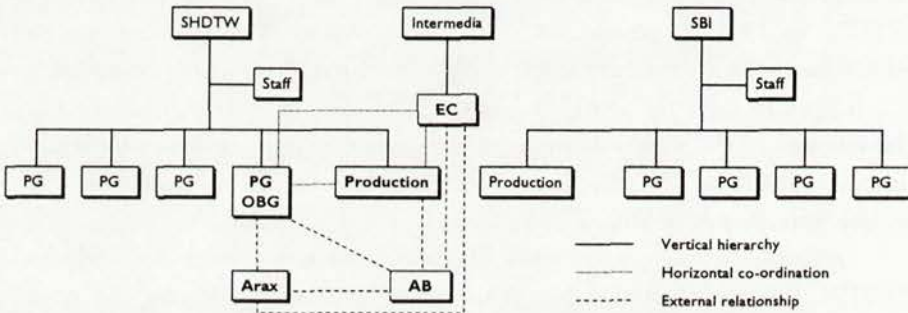 SHDTW
Intermedia
SBI
Staff
Staff
EC
PG
PG
PG
PG
OBG
Production
Production
PG
PG
PG
PG
Vertical hierarchy
Horizontal co-ordination
External relationship
Arax
AB